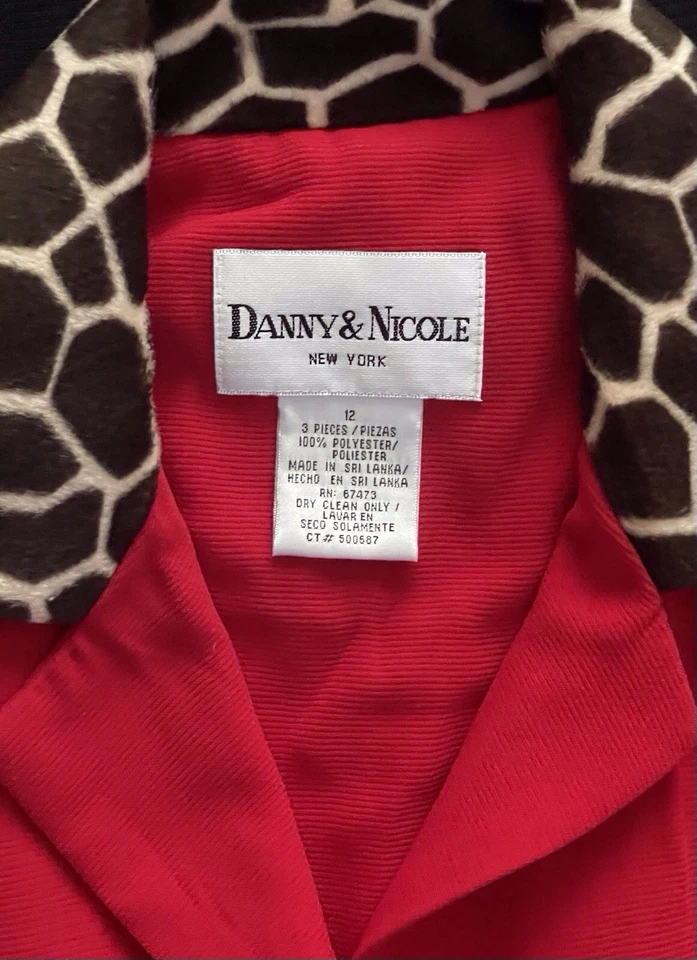 DANNY & NICOLE
NEW YORK
12
3 PIECES / PIEZAS
100% POLYESTER/
POLIESTER
MADE IN SRI LANKA/
HECHO EN SRI LANKA
RN: 67473
DRY CLEAN ONLY /
LAVAR EN
SECO SOLAMENTE
CT# 500587